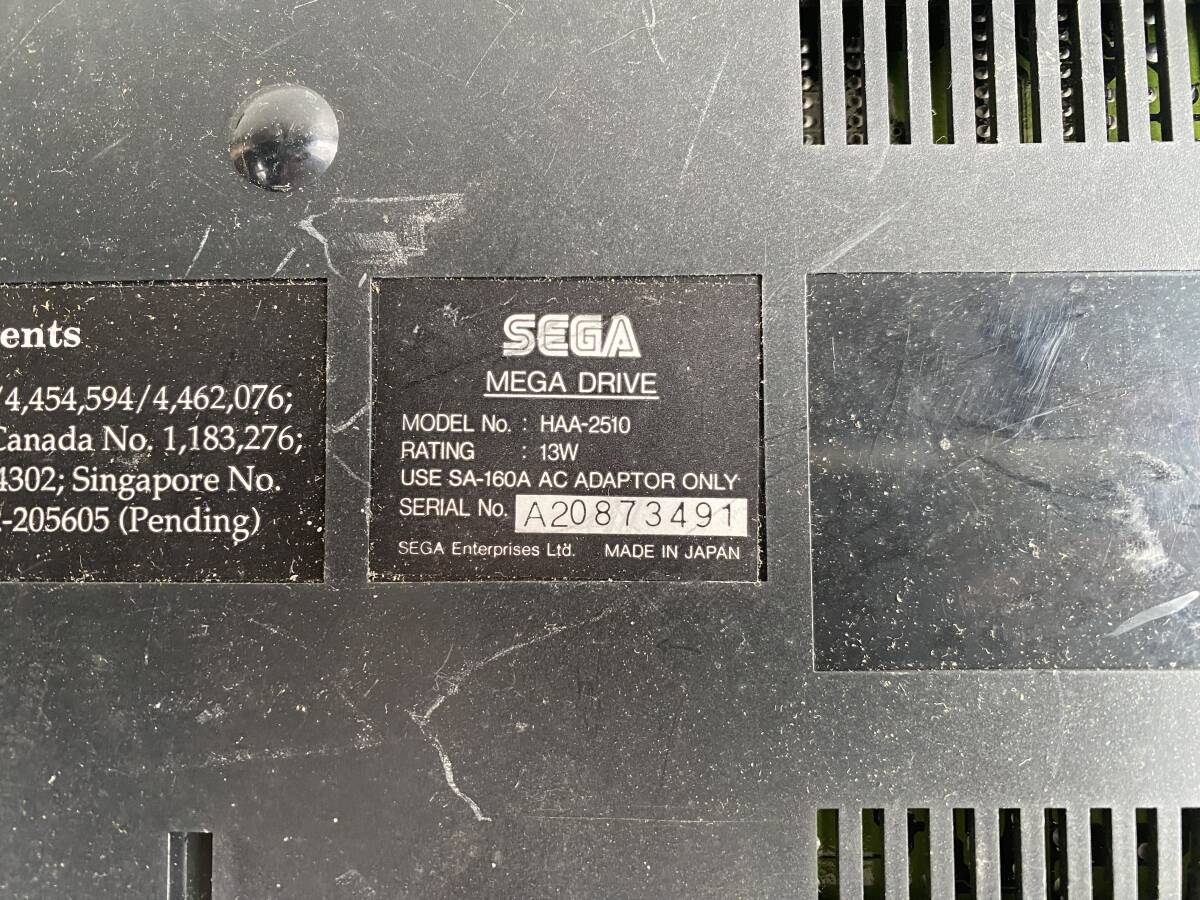 ents
/4,454,594/4,462,076;
Canada No. 1,183,276;
4302; Singapore No.
-205605 (Pending)
SEGA
MEGA DRIVE
MODEL No. : HAA-2510
RATING : 13W
USE SA-160A AC ADAPTOR ONLY
SERIAL No. A20873491
SEGA Enterprises Ltd. MADE IN JAPAN